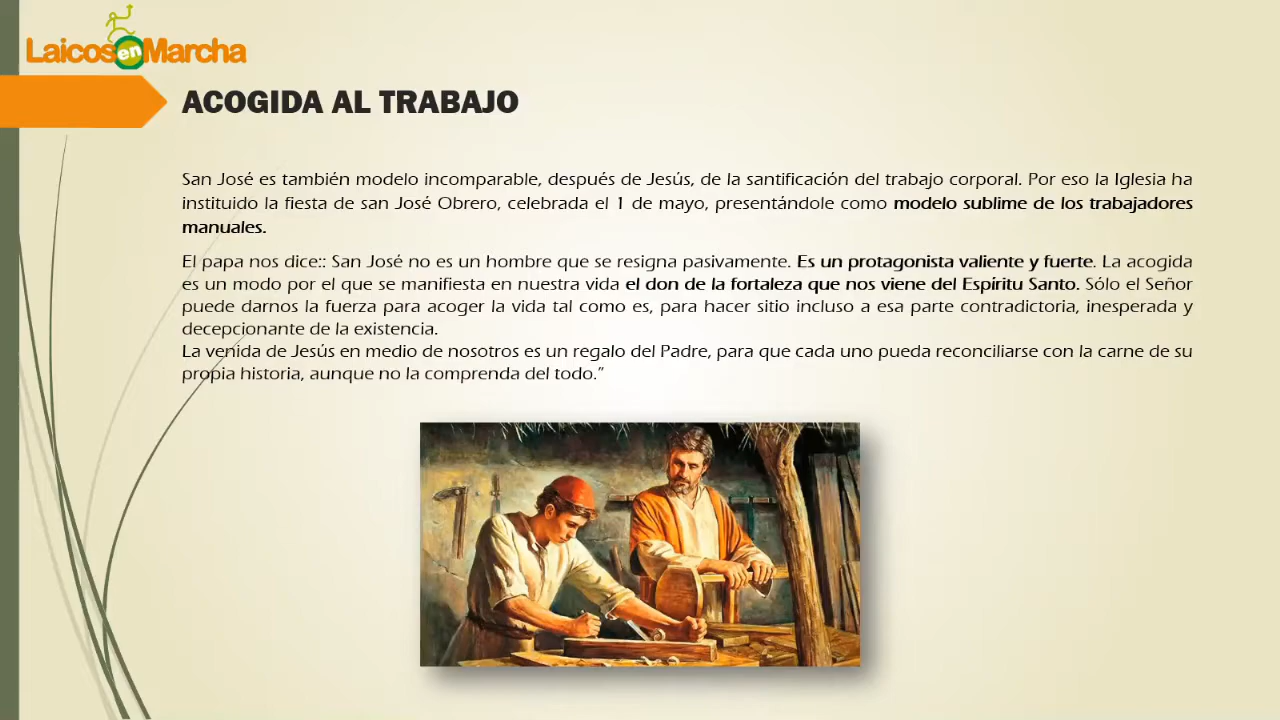 Laicos en Marcha
ACOGIDA AL TRABAJO
San José es también modelo incomparable, después de Jesús, de la santificación del trabajo corporal. Por eso la Iglesia ha
instituido la fiesta de san José Obrero, celebrada el 1 de mayo, presentándole como modelo sublime de los trabajadores
manuales.
El papa nos dice:: San José no es un hombre que se resigna pasivamente. Es un protagonista valiente y fuerte. La acogida
es un modo por el que se manifiesta en nuestra vida el don de la fortaleza que nos viene del Espíritu Santo. Sólo el Señor
puede darnos la fuerza para acoger la vida tal como es, para hacer sitio incluso a esa parte contradictoria, inesperada y
decepcionante de la existencia.
La venida de Jesús en medio de nosotros es un regalo del Padre, para que cada uno pueda reconciliarse con la carne de su
propia historia, aunque no la comprenda del todo.”